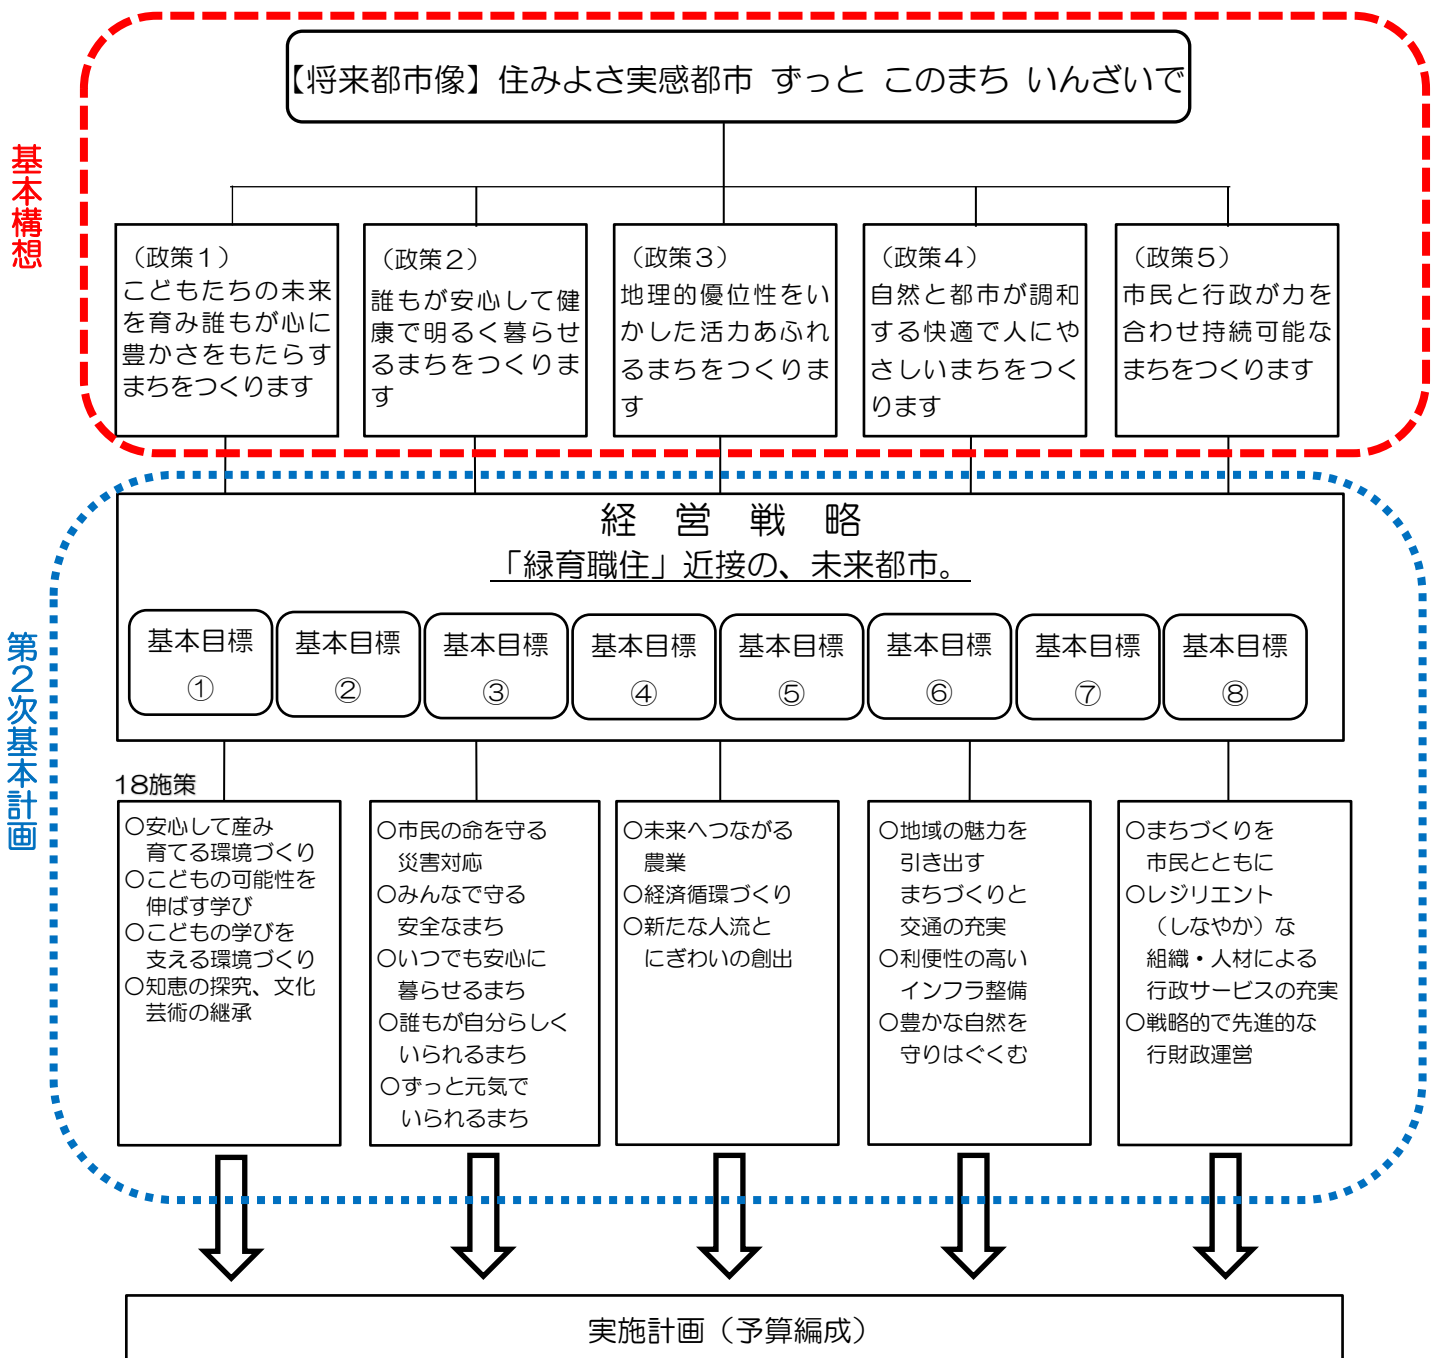 【将来都市像】住みよさ実感都市 ずっと このまち いんざいで
基本構想
（政策１）
こどもたちの未来
を育み誰もが心に
豊かさをもたらす
まちをつくります
（政策２）
誰もが安心して健
康で明るく暮らせ
るまちをつくりま
す
（政策３）
地理的優位性をい
かした活力あふれ
るまちをつくりま
す
（政策４）
自然と都市が調和
する快適で人にや
さしいまちをつく
ります
（政策５）
市民と行政が力を
合わせ持続可能な
まちをつくります
第２次基本計画
経 営 戦 略
「緑育職住」近接の、未来都市。
基本目標
①
基本目標
②
基本目標
③
基本目標
④
基本目標
⑤
基本目標
⑥
基本目標
⑦
基本目標
⑧
18施策
○安心して産み
育てる環境づくり
○こどもの可能性を
伸ばす学び
○こどもの学びを
支える環境づくり
○知恵の探究、文化
芸術の継承
○市民の命を守る
災害対応
○みんなで守る
安全なまち
○いつでも安心に
暮らせるまち
○誰もが自分らしく
いられるまち
○ずっと元気で
いられるまち
○未来へつながる
農業
○経済循環づくり
○新たな人流と
にぎわいの創出
○地域の魅力を
引き出す
まちづくりと
交通の充実
○利便性の高い
インフラ整備
○豊かな自然を
守りはぐくむ
○まちづくりを
市民とともに
○レジリエント
（しなやか）な
組織・人材による
行政サービスの充実
○戦略的で先進的な
行財政運営
実施計画（予算編成）